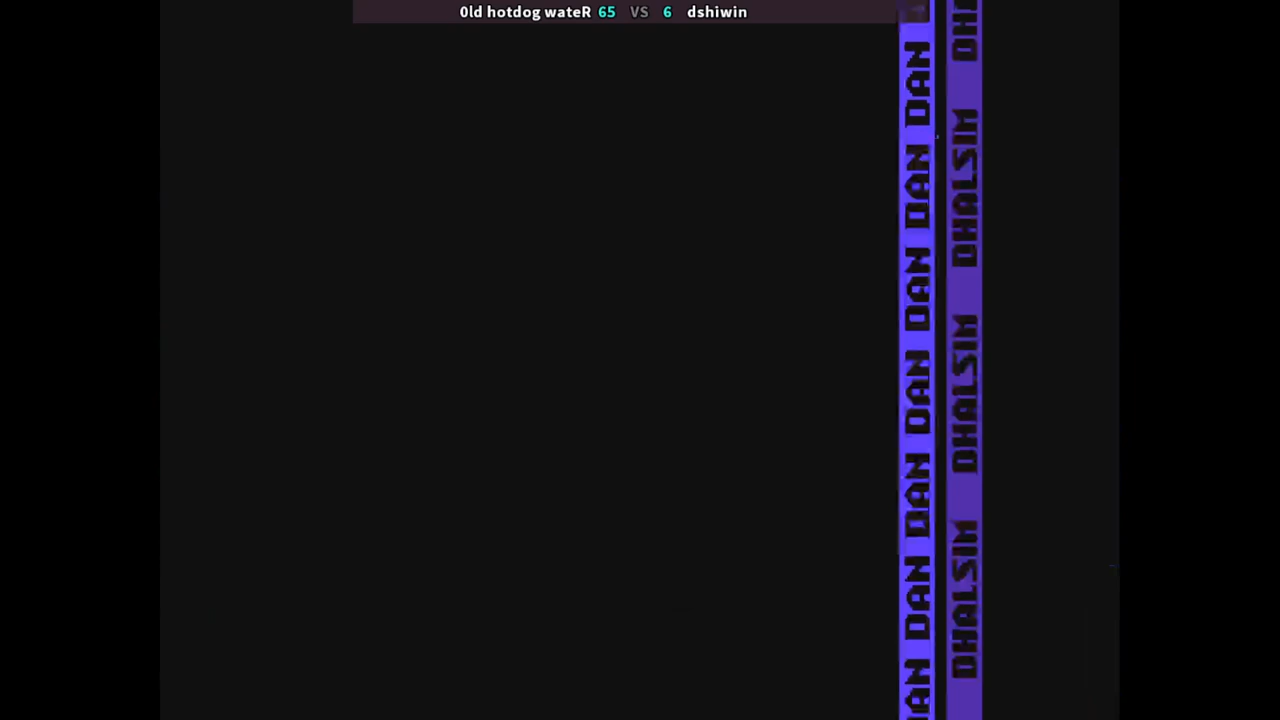 0ld hotdog wateR 65 VS 6 dshiwin
DAN DAN DAN DAN DAN DAN
DHALSIM DHALSIM DHALSIM